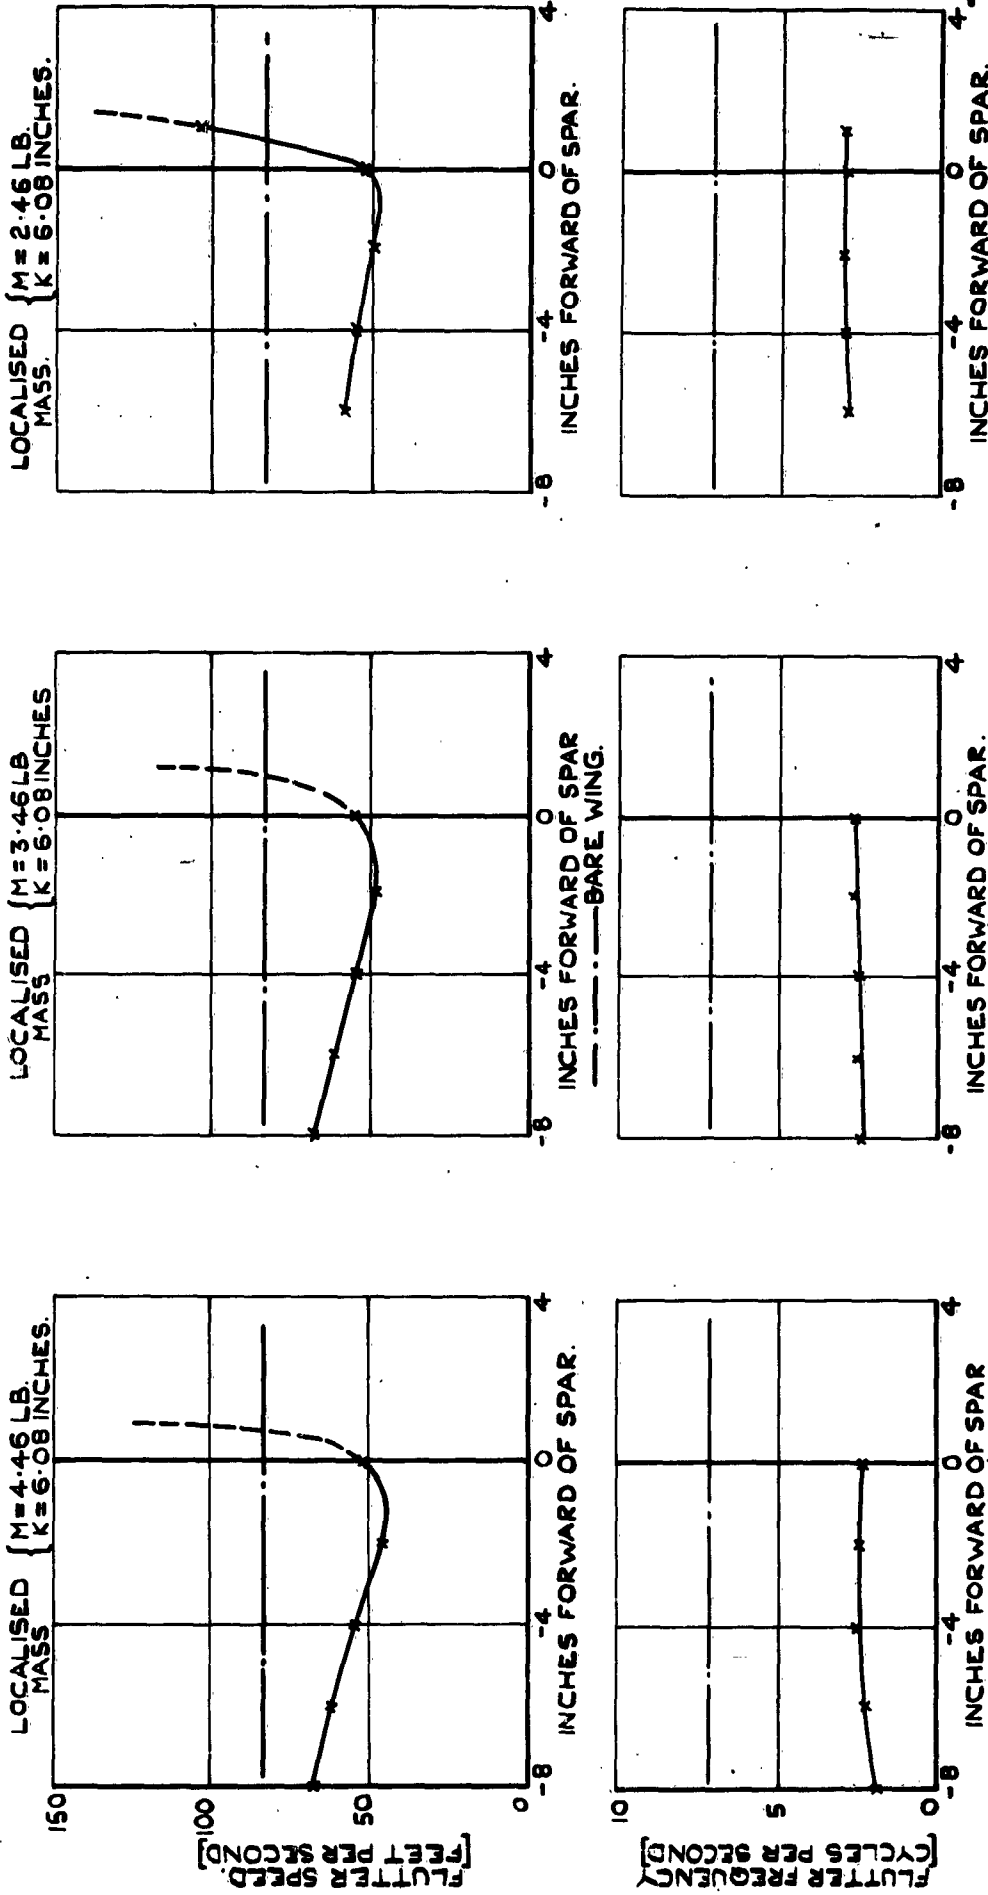 LOCALISED MASS { M = 4·46 LB.
K = 6·08 INCHES.
FLUTTER SPEED.
[FEET PER SECOND]
150
100
50
0
-8
-4
0
4
INCHES FORWARD OF SPAR.
LOCALISED MASS { M = 3·46 LB
K = 6·08 INCHES
-8
-4
0
4
INCHES FORWARD OF SPAR
BARE WING.
LOCALISED MASS. { M = 2·46 LB.
K = 6·08 INCHES.
-8
-4
0
4
INCHES FORWARD OF SPAR.
FLUTTER FREQUENCY
[CYCLES PER SECOND]
10
5
0
-8
-4
0
4
INCHES FORWARD OF SPAR
-8
-4
0
4
INCHES FORWARD OF SPAR.
-8
-4
0
4
INCHES FORWARD OF SPAR.